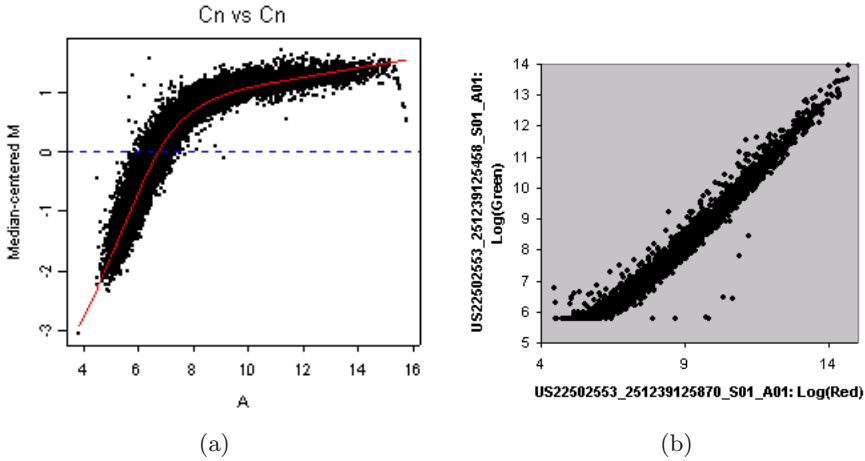 Cn vs Cn
Median-centered M
1
0
-1
-2
-3
4 6 8 10 12 14 16
A
(a)
US22502553_251239125458_S01_A01:
Log(Green)
14
13
12
11
10
9
8
7
6
5
4 9 14
US22502553_251239125870_S01_A01: Log(Red)
(b)